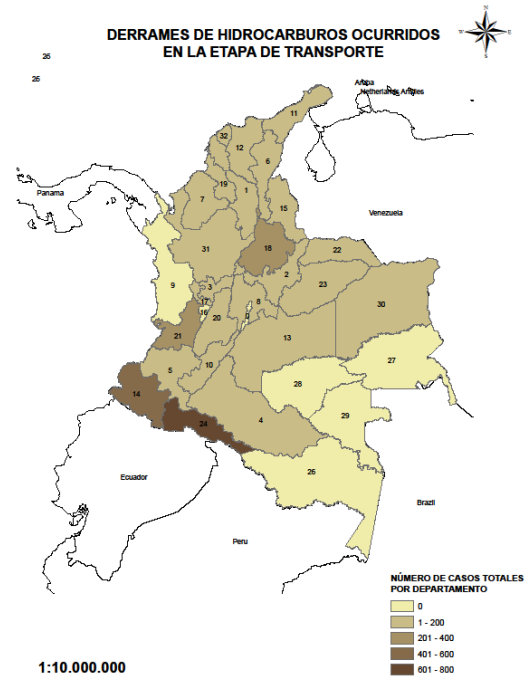 N
W
E
S
DERRAMES DE HIDROCARBUROS OCURRIDOS
EN LA ETAPA DE TRANSPORTE
25
25
Aruba
Netherlands Antilles
11
32
12
6
Panama
19
1
7
15
Venezuela
18
31
22
2
23
9
3
8
30
17
16
20
21
13
27
10
5
28
14
29
4
24
Ecuador
26
Brazil
Peru
NÚMERO DE CASOS TOTALES
POR DEPARTAMENTO
0
1 - 200
201 - 400
401 - 600
601 - 800
1:10.000.000